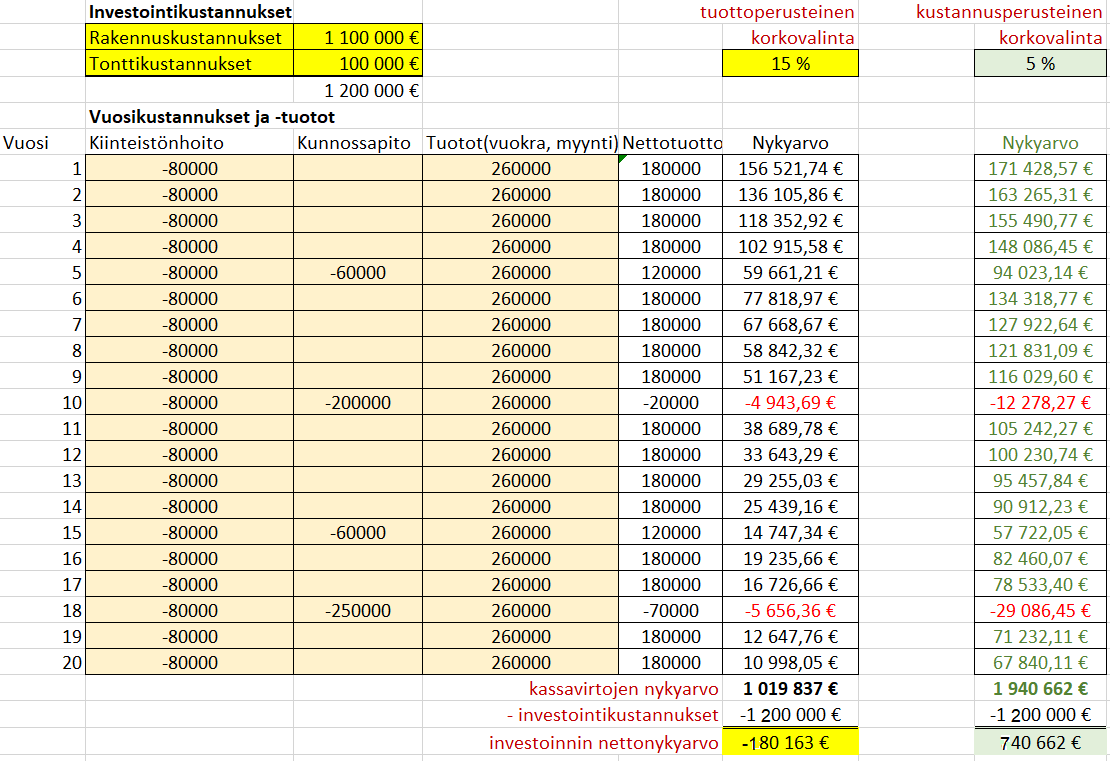 Investointikustannukset tuottoperusteinen kustannusperusteinen
Rakennuskustannukset 1 100 000 € korkovalinta korkovalinta
Tonttikustannukset 100 000 € 15 % 5 %
1 200 000 €
Vuosikustannukset ja -tuotot
Vuosi Kiinteistönhoito Kunnossapito Tuotot(vuokra, myynti) Nettotuotto Nykyarvo Nykyarvo
1 -80000 260000 180000 156 521,74 € 171 428,57 €
2 -80000 260000 180000 136 105,86 € 163 265,31 €
3 -80000 260000 180000 118 352,92 € 155 490,77 €
4 -80000 260000 180000 102 915,58 € 148 086,45 €
5 -80000 -60000 260000 120000 59 661,21 € 94 023,14 €
6 -80000 260000 180000 77 818,97 € 134 318,77 €
7 -80000 260000 180000 67 668,67 € 127 922,64 €
8 -80000 260000 180000 58 842,32 € 121 831,09 €
9 -80000 260000 180000 51 167,23 € 116 029,60 €
10 -80000 -200000 260000 -20000 -4 943,69 € -12 278,27 €
11 -80000 260000 180000 38 689,78 € 105 242,27 €
12 -80000 260000 180000 33 643,29 € 100 230,74 €
13 -80000 260000 180000 29 255,03 € 95 457,84 €
14 -80000 260000 180000 25 439,16 € 90 912,23 €
15 -80000 -60000 260000 120000 14 747,34 € 57 722,05 €
16 -80000 260000 180000 19 235,66 € 82 460,07 €
17 -80000 260000 180000 16 726,66 € 78 533,40 €
18 -80000 -250000 260000 -70000 -5 656,36 € -29 086,45 €
19 -80000 260000 180000 12 647,76 € 71 232,11 €
20 -80000 260000 180000 10 998,05 € 67 840,11 €
kassavirtojen nykyarvo 1 019 837 € 1 940 662 €
- investointikustannukset -1 200 000 € -1 200 000 €
investoinnin nettonykyarvo -180 163 € 740 662 €